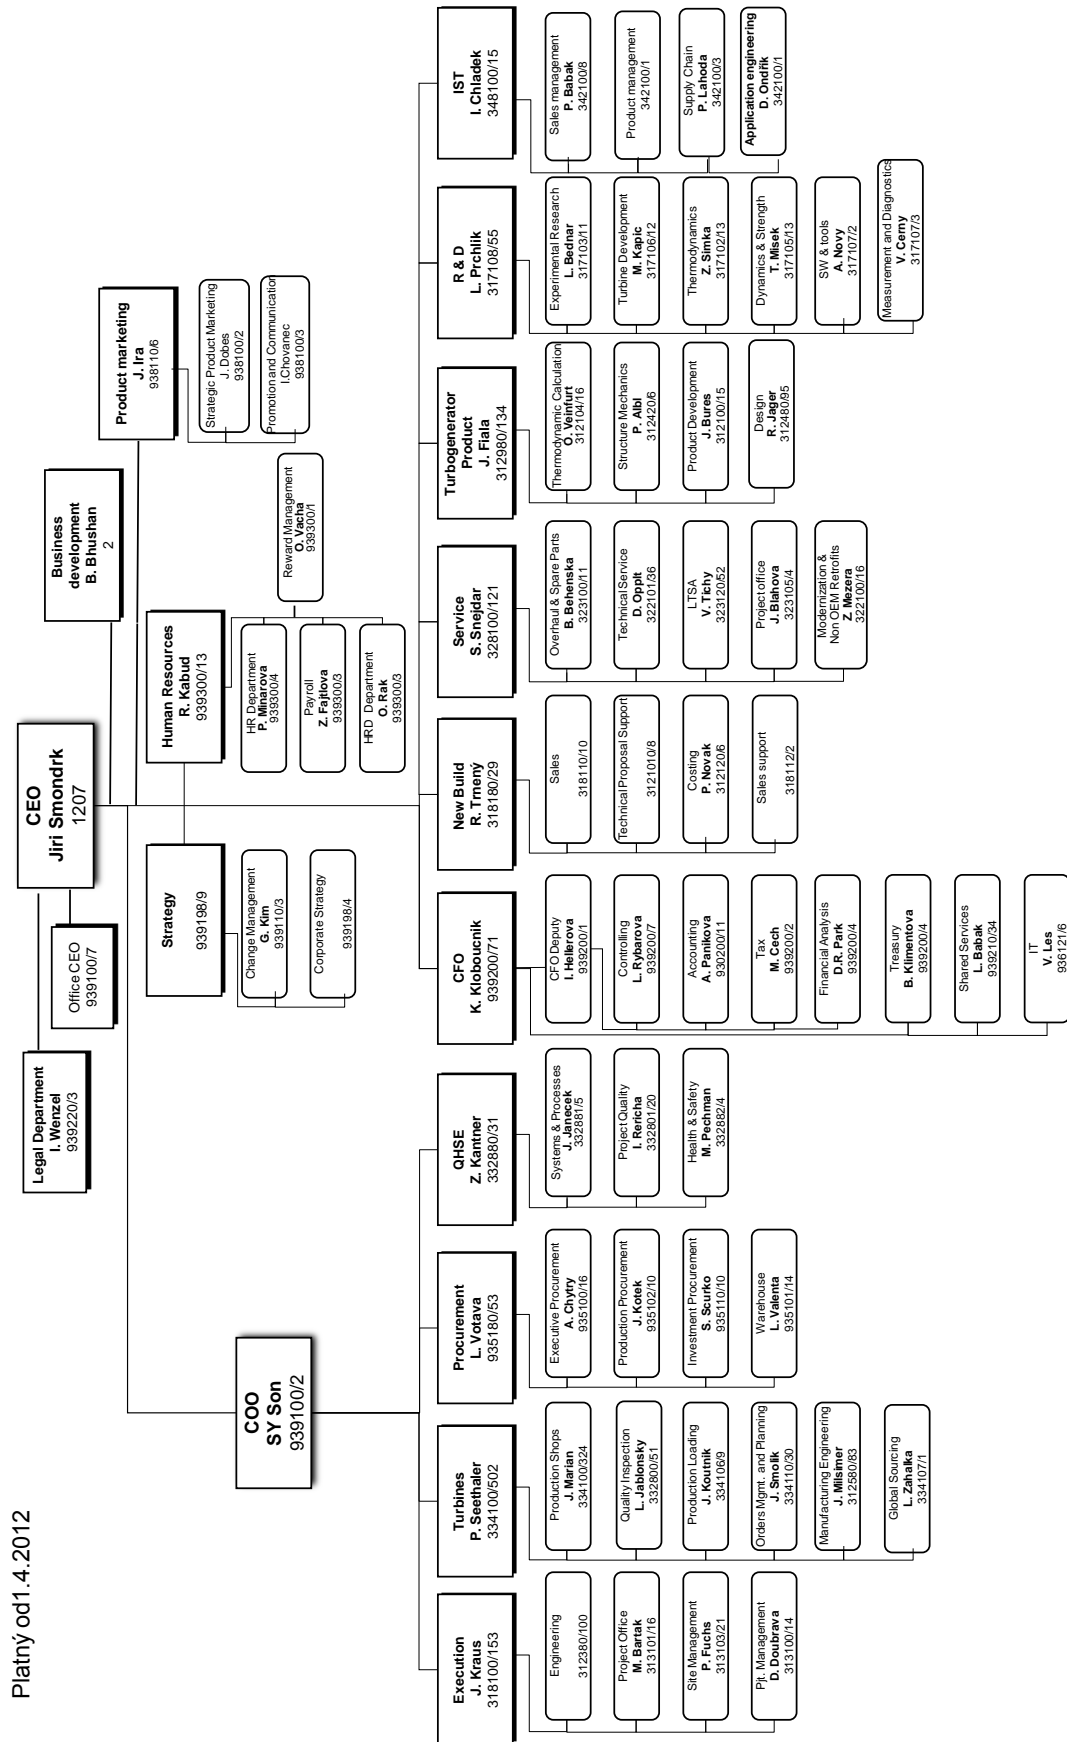 Platný od1.4.2012
CEO
Jiri Smondrk
1207
Legal Department
I. Wenzel
939220/3
Office CEO
939100/7
Business
development
B. Bhushan
2
Product marketing
J. Ira
938110/6
Strategic Product Marketing
J. Dobes
938100/2
Promotion and Communication
I.Chovanec
938100/3
Strategy
939198/9
Change Management
G. Kim
939110/3
Corporate Strategy
939198/4
Human Resources
R. Kabud
939300/13
HR Department
P. Minarova
939300/4
Payroll
Z. Fajtlova
939300/3
HRD Department
O. Rak
939300/3
Reward Management
O. Vacha
939300/1
COO
SY Son
939100/2
Execution
J. Kraus
318100/153
Engineering
312380/100
Project Office
M. Bartak
313101/16
Site Management
P. Fuchs
313103/21
Pjt. Management
D. Doubrava
313100/14
Turbines
P. Seethaler
334100/502
Production Shops
J. Marian
334100/324
Quality Inspection
L. Jablonsky
332800/51
Production Loading
J. Koutnik
334106/9
Orders Mgmt. and Planning
J. Smolik
334110/30
Manufacturing Engineering
J. Milsimer
312580/83
Global Sourcing
L. Zahalka
334107/1
Procurement
L. Votava
935180/53
Executive Procurement
A. Chytry
935100/16
Production Procurement
J. Kotek
935102/10
Investment Procurement
S. Scurko
935110/10
Warehouse
L. Valenta
935101/14
QHSE
Z. Kantner
332880/31
Systems & Processes
J. Janecek
332881/5
Project Quality
I. Rericha
332801/20
Health & Safety
M. Pechman
332882/4
CFO
K. Kloboucnik
939200/71
CFO Deputy
I. Hellerova
939200/1
Controlling
L. Rybarova
939200/7
Accounting
A. Panikova
930200/11
Tax
M. Cech
939200/2
Financial Analysis
D.R. Park
939200/4
Treasury
B. Klimentova
939200/4
Shared Services
L. Babak
939210/34
IT
V. Les
936121/6
New Build
R. Trnený
318180/29
Sales
318110/10
Technical Proposal Support
3121010/8
Costing
P. Novak
312120/6
Sales support
318112/2
Service
S. Snejdar
328100/121
Overhaul & Spare Parts
B. Behenska
323100/11
Technical Service
D. Opplt
322101/36
LTSA
V. Tichy
323120/52
Project office
J. Blahova
323105/4
Modernization &
Non OEM Retrofits
Z. Mezera
322100/16
Turbogenerator
Product
J. Fiala
312980/134
Thermodynamic Calculation
O. Veinfurt
312104/16
Structure Mechanics
P. Albl
312420/6
Product Development
J. Bures
312100/15
Design
R. Jager
312480/95
R & D
L. Prchlik
317108/55
Experimental Research
L. Bednar
317103/11
Turbine Development
M. Kapic
317106/12
Thermodynamics
Z. Simka
317102/13
Dynamics & Strength
T. Misek
317105/13
SW & tools
A. Novy
317107/2
Measurement and Diagnostics
V. Cerny
317107/3
IST
I. Chladek
348100/15
Sales management
P. Babak
342100/8
Product management
342100/1
Supply Chain
P. Lahoda
342100/3
Application engineering
D. Ondřik
342100/1